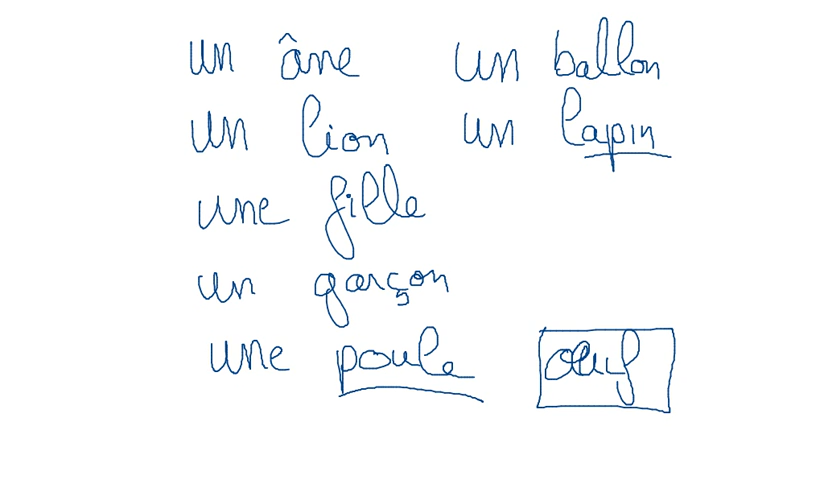 un âne un ballon
un lion un lapin
une fille
un garçon
une poule œuf